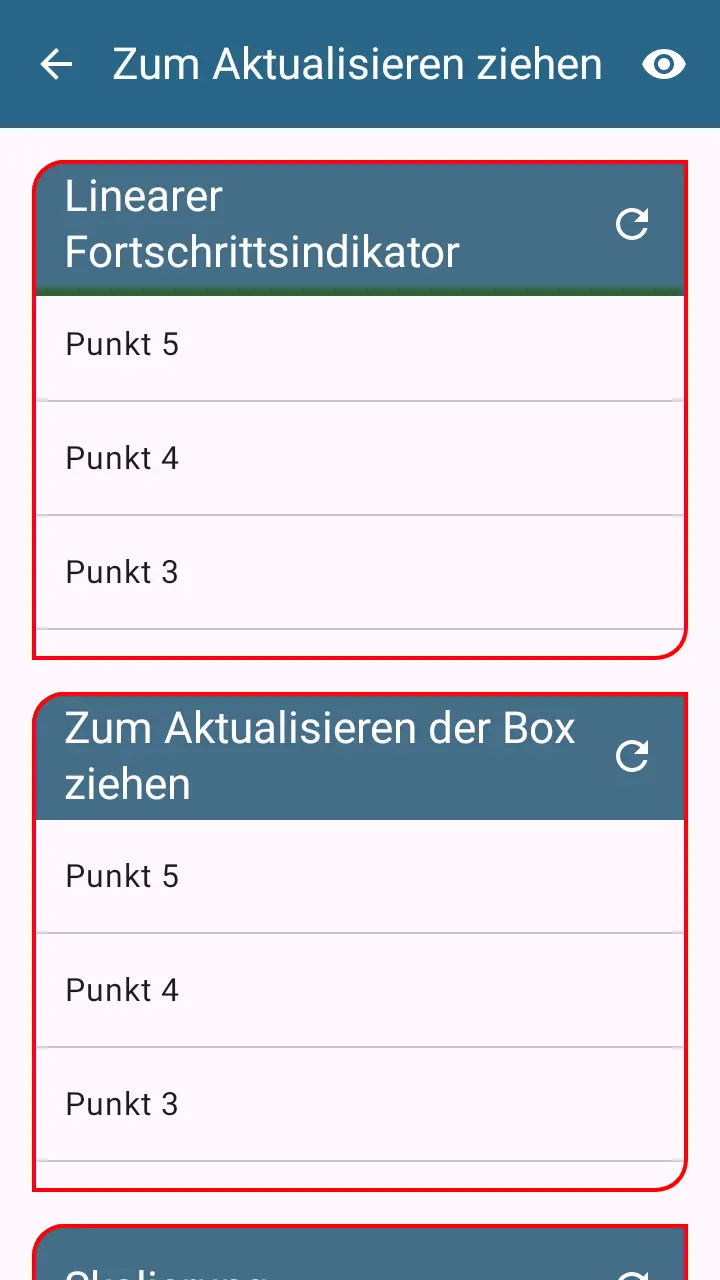 Zum Aktualisieren ziehen
Linearer
Fortschrittsindikator
Punkt 5
Punkt 4
Punkt 3
Zum Aktualisieren der Box
ziehen
Punkt 5
Punkt 4
Punkt 3